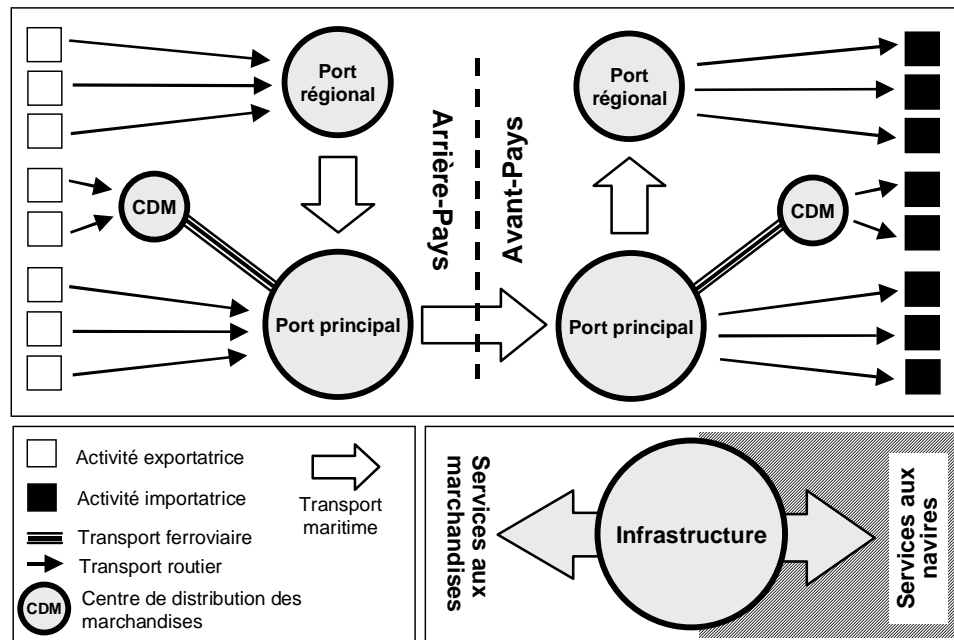 Port
régional
Port
régional
Arrière-Pays
Avant-Pays
CDM
CDM
Port principal
Port principal
Activité exportatrice
Activité importatrice
Transport ferroviaire
Transport routier
CDM
Centre de distribution des
marchandises
Transport
maritime
Services aux
marchandises
Infrastructure
Services aux
navires